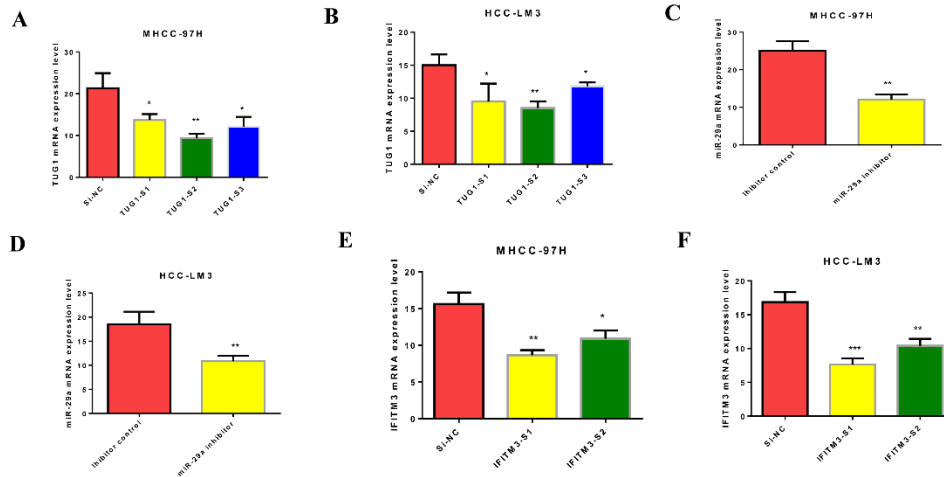 A
MHCC-97H
TUG1 mRNA expression level
30
20
10
0
*
**
*
Si-NC
TUG1-S1
TUG1-S2
TUG1-S3
B
HCC-LM3
TUG1 mRNA expression level
20
15
10
5
0
*
**
*
Si-NC
TUG1-S1
TUG1-S2
TUG1-S3
C
MHCC-97H
miR-29a mRNA expression level
30
20
10
0
**
Ihibitor control
miR-29a inhibitor
D
HCC-LM3
miR-29a mRNA expression level
25
20
15
10
5
0
**
Ihibitor control
miR-29a inhibitor
E
MHCC-97H
IFITM3 mRNA expression level
20
15
10
5
0
**
*
Si-NC
IFITM3-S1
IFITM3-S2
F
HCC-LM3
IFITM3 mRNA expression level
20
15
10
5
0
***
**
Si-NC
IFITM3-S1
IFITM3-S2